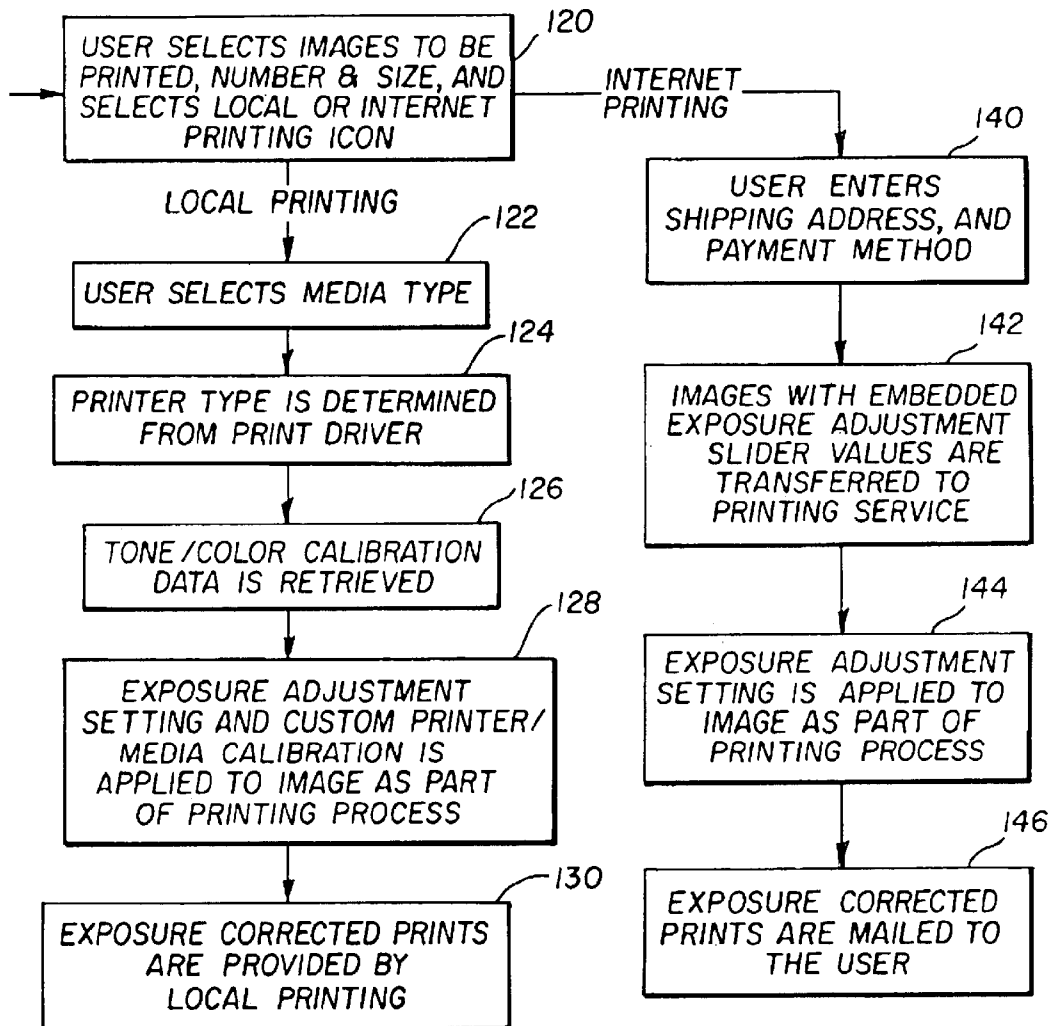 120
USER SELECTS IMAGES TO BE
PRINTED, NUMBER & SIZE, AND
SELECTS LOCAL OR INTERNET
PRINTING ICON
INTERNET
PRINTING
LOCAL PRINTING
122
USER SELECTS MEDIA TYPE
124
PRINTER TYPE IS DETERMINED
FROM PRINT DRIVER
126
TONE/COLOR CALIBRATION
DATA IS RETRIEVED
128
EXPOSURE ADJUSTMENT
SETTING AND CUSTOM PRINTER/
MEDIA CALIBRATION IS
APPLIED TO IMAGE AS PART
OF PRINTING PROCESS
130
EXPOSURE CORRECTED PRINTS
ARE PROVIDED BY
LOCAL PRINTING
140
USER ENTERS
SHIPPING ADDRESS, AND
PAYMENT METHOD
142
IMAGES WITH EMBEDDED
EXPOSURE ADJUSTMENT
SLIDER VALUES ARE
TRANSFERRED TO
PRINTING SERVICE
144
EXPOSURE ADJUSTMENT
SETTING IS APPLIED TO
IMAGE AS PART OF
PRINTING PROCESS
146
EXPOSURE CORRECTED
PRINTS ARE MAILED TO
THE USER